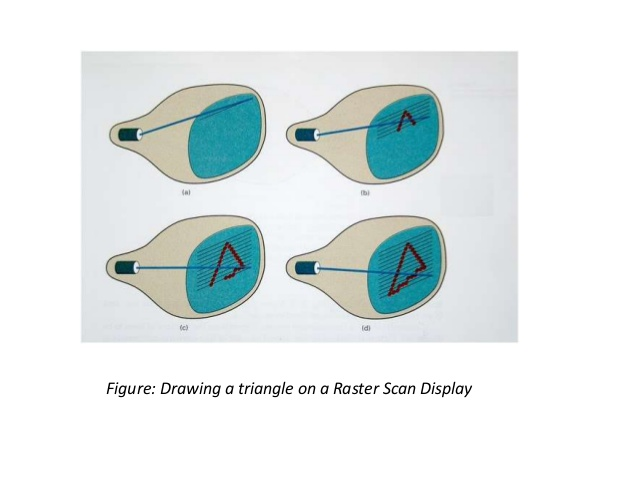 (a)
(b)
(c)
(d)
Figure: Drawing a triangle on a Raster Scan Display